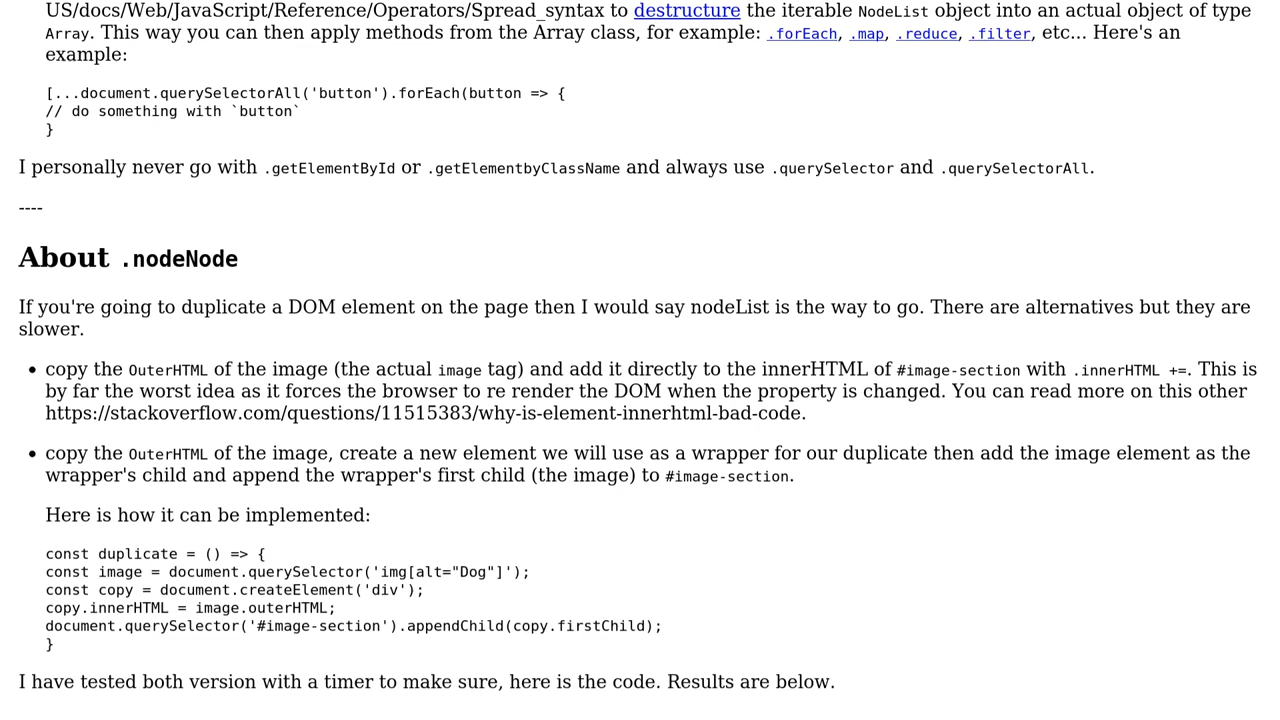 US/docs/Web/JavaScript/Reference/Operators/Spread_syntax to destructure the iterable NodeList object into an actual object of type
Array. This way you can then apply methods from the Array class, for example: .forEach, .map, .reduce, .filter, etc... Here's an
example:
[...document.querySelectorAll('button').forEach(button => {
// do something with `button`
}
I personally never go with .getElementById or .getElementbyClassName and always use .querySelector and .querySelectorAll.
----
About .nodeNode
If you're going to duplicate a DOM element on the page then I would say nodeList is the way to go. There are alternatives but they are
slower.
• copy the OuterHTML of the image (the actual image tag) and add it directly to the innerHTML of #image-section with .innerHTML +=. This is
by far the worst idea as it forces the browser to re render the DOM when the property is changed. You can read more on this other
https://stackoverflow.com/questions/11515383/why-is-element-innerhtml-bad-code.
• copy the OuterHTML of the image, create a new element we will use as a wrapper for our duplicate then add the image element as the
wrapper's child and append the wrapper's first child (the image) to #image-section.
Here is how it can be implemented:
const duplicate = () => {
const image = document.querySelector('img[alt="Dog"]');
const copy = document.createElement('div');
copy.innerHTML = image.outerHTML;
document.querySelector('#image-section').appendChild(copy.firstChild);
}
I have tested both version with a timer to make sure, here is the code. Results are below.